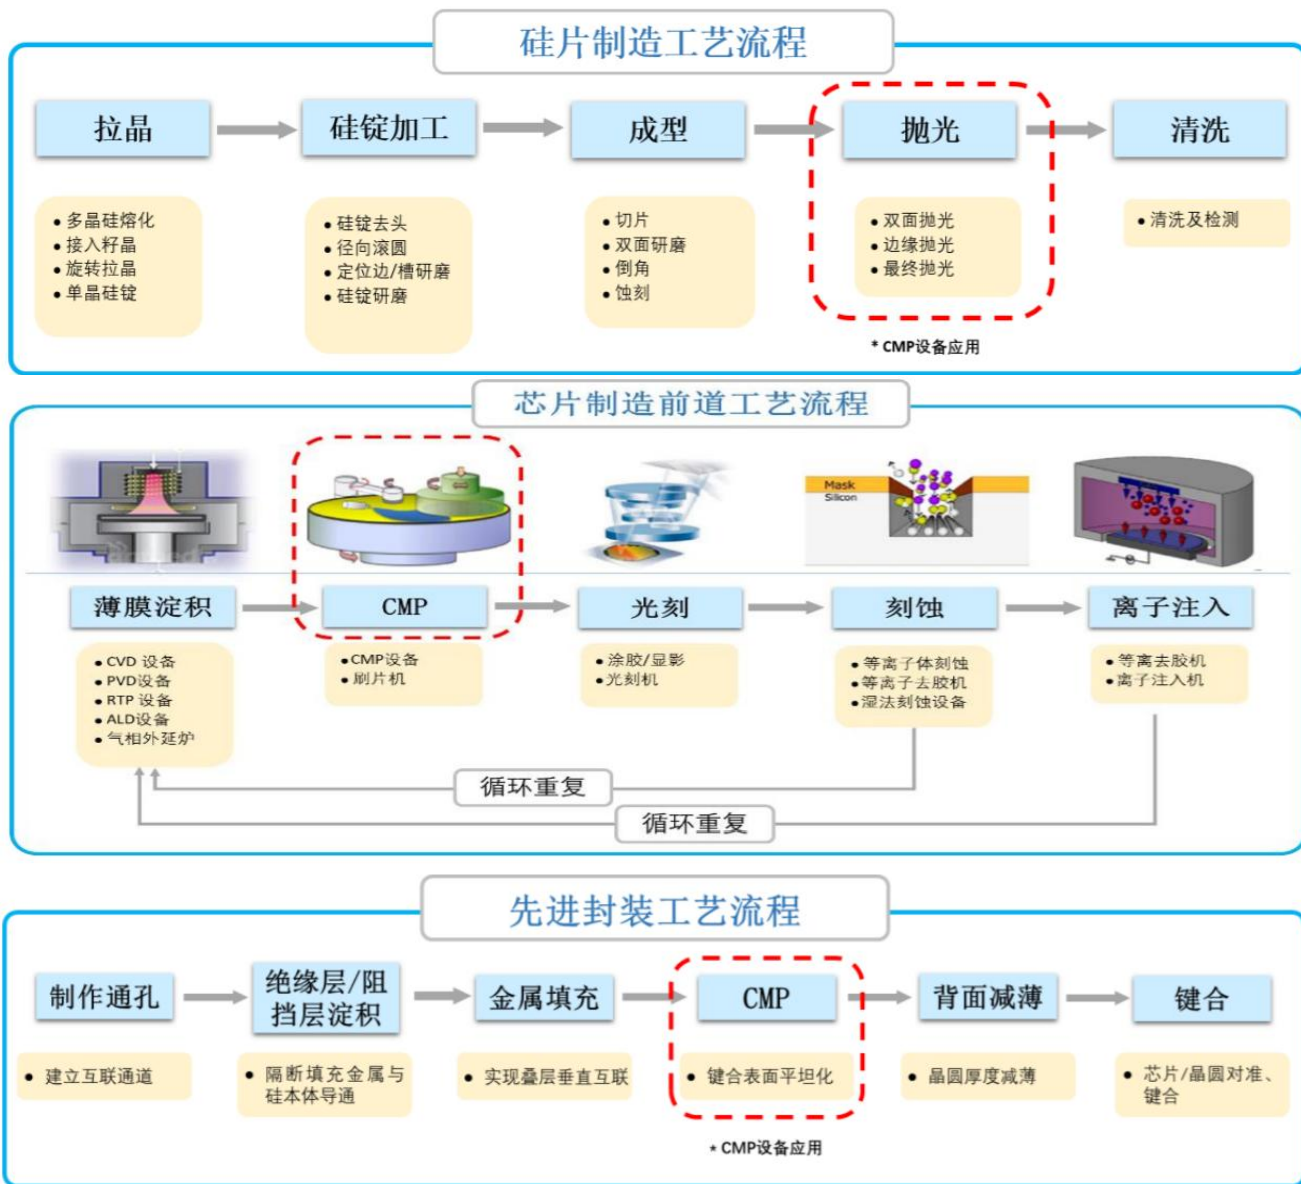 硅片制造工艺流程
拉晶
硅锭加工
成型
抛光
清洗
• 多晶硅熔化
• 接入籽晶
• 旋转拉晶
• 单晶硅锭
• 硅锭去头
• 径向滚圆
• 定位边/槽研磨
• 硅锭研磨
• 切片
• 双面研磨
• 倒角
• 蚀刻
• 双面抛光
• 边缘抛光
• 最终抛光
• 清洗及检测
* CMP设备应用
芯片制造前道工艺流程
Mask
Silicon
薄膜淀积
CMP
光刻
刻蚀
离子注入
• CVD 设备
• PVD设备
• RTP 设备
• ALD设备
• 气相外延炉
• CMP设备
• 刷片机
• 涂胶/显影
• 光刻机
• 等离子体刻蚀
• 等离子去胶机
• 湿法刻蚀设备
• 等离去胶机
• 离子注入机
循环重复
循环重复
先进封装工艺流程
制作通孔
绝缘层/阻
挡层淀积
金属填充
CMP
背面减薄
键合
• 建立互联通道
• 隔断填充金属与
硅本体导通
• 实现叠层垂直互联
• 键合表面平坦化
• 晶圆厚度减薄
• 芯片/晶圆对准、
键合
* CMP设备应用